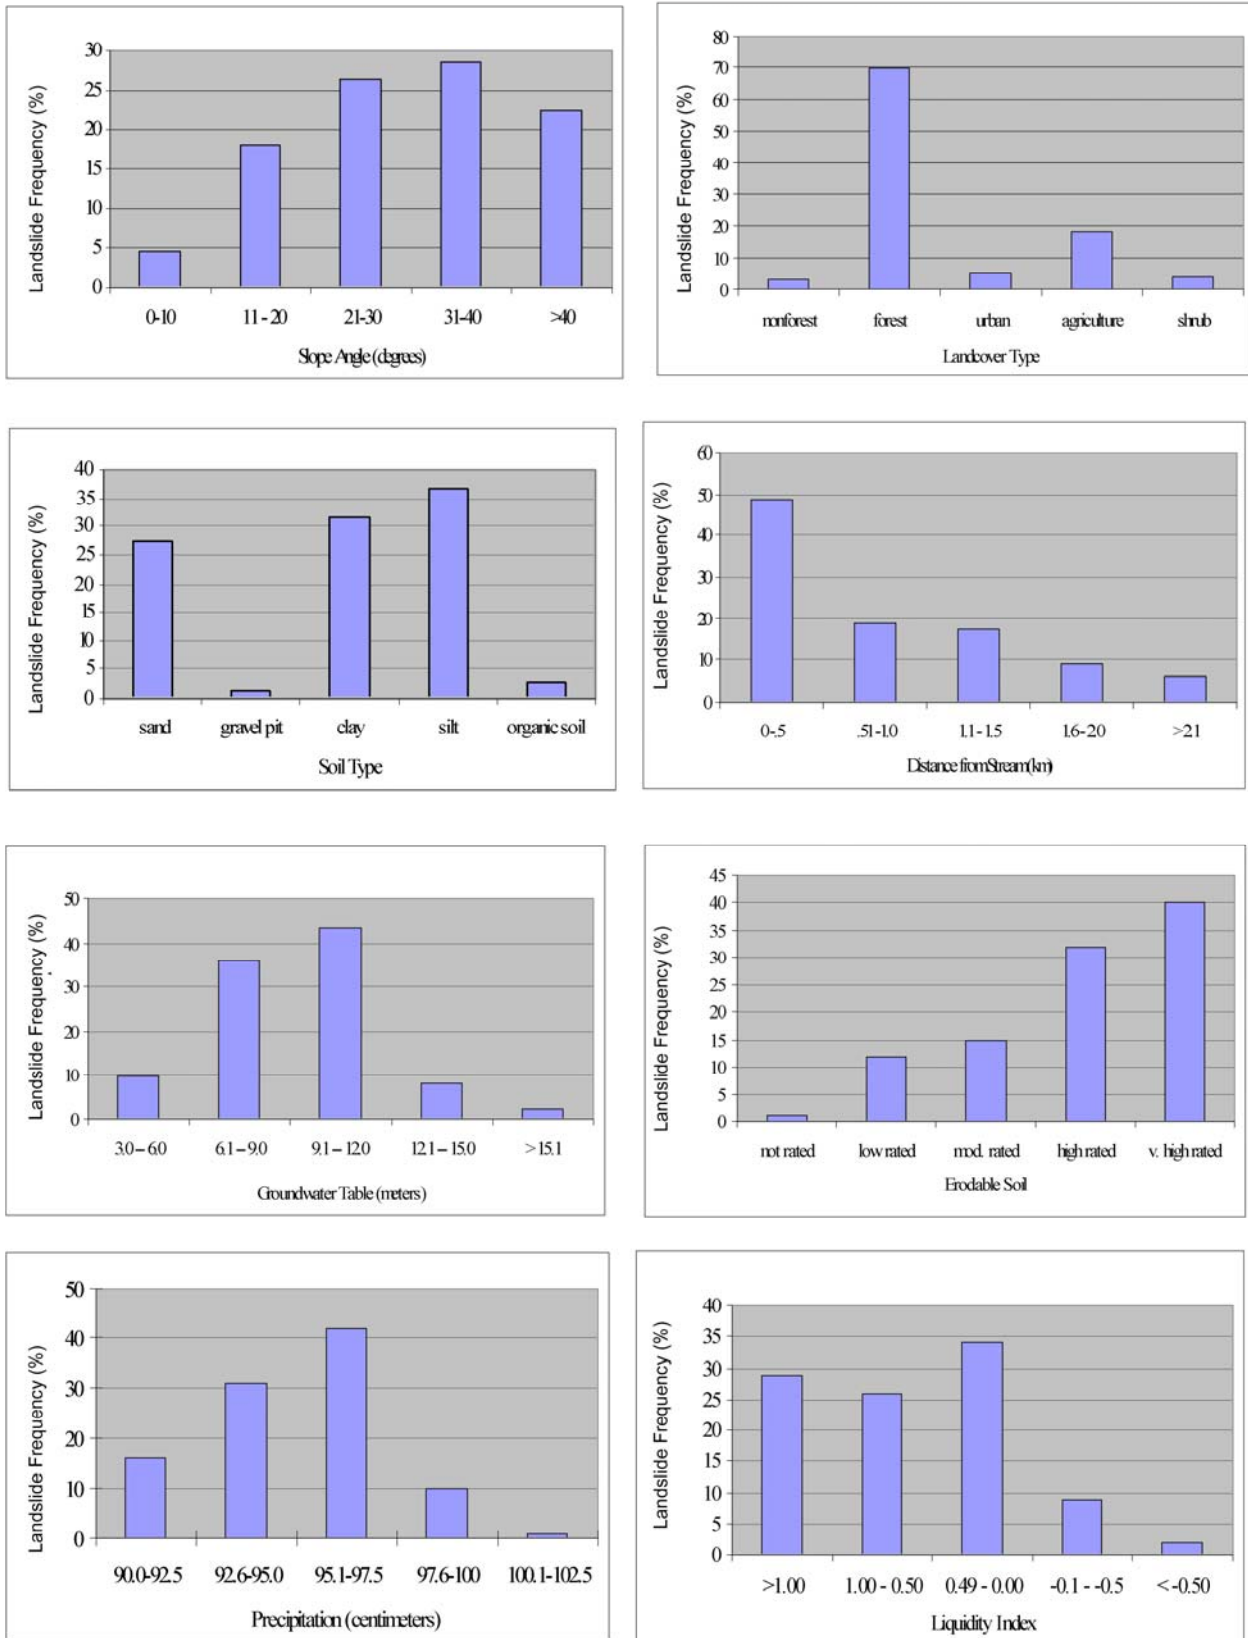 Landslide Frequency (%)
30
25
20
15
10
5
0
0-10 11-20 21-30 31-40 >40
Slope Angle (degrees)
Landslide Frequency (%)
80
70
60
50
40
30
20
10
0
nonforest forest urban agriculture shrub
Landcover Type
Landslide Frequency (%)
40
35
30
25
20
15
10
5
0
sand gravel pit clay silt organic soil
Soil Type
Landslide Frequency (%)
60
50
40
30
20
10
0
0-.5 .51-1.0 1.1-1.5 1.6-2.0 >2.1
Distance from Stream (km)
Landslide Frequency (%)
50
40
30
20
10
0
3.0 – 6.0 6.1 – 9.0 9.1 – 12.0 12.1 – 15.0 >15.1
Groundwater Table (meters)
Landslide Frequency (%)
45
40
35
30
25
20
15
10
5
0
not rated low rated mod. rated high rated v. high rated
Erodable Soil
Landslide Frequency (%)
50
40
30
20
10
0
90.0-92.5 92.6-95.0 95.1-97.5 97.6-100 100.1-102.5
Precipitation (centimeters)
Landslide Frequency (%)
40
35
30
25
20
15
10
5
0
>1.00 1.00 - 0.50 0.49 - 0.00 -0.1 - -0.5 < -0.50
Liquidity Index